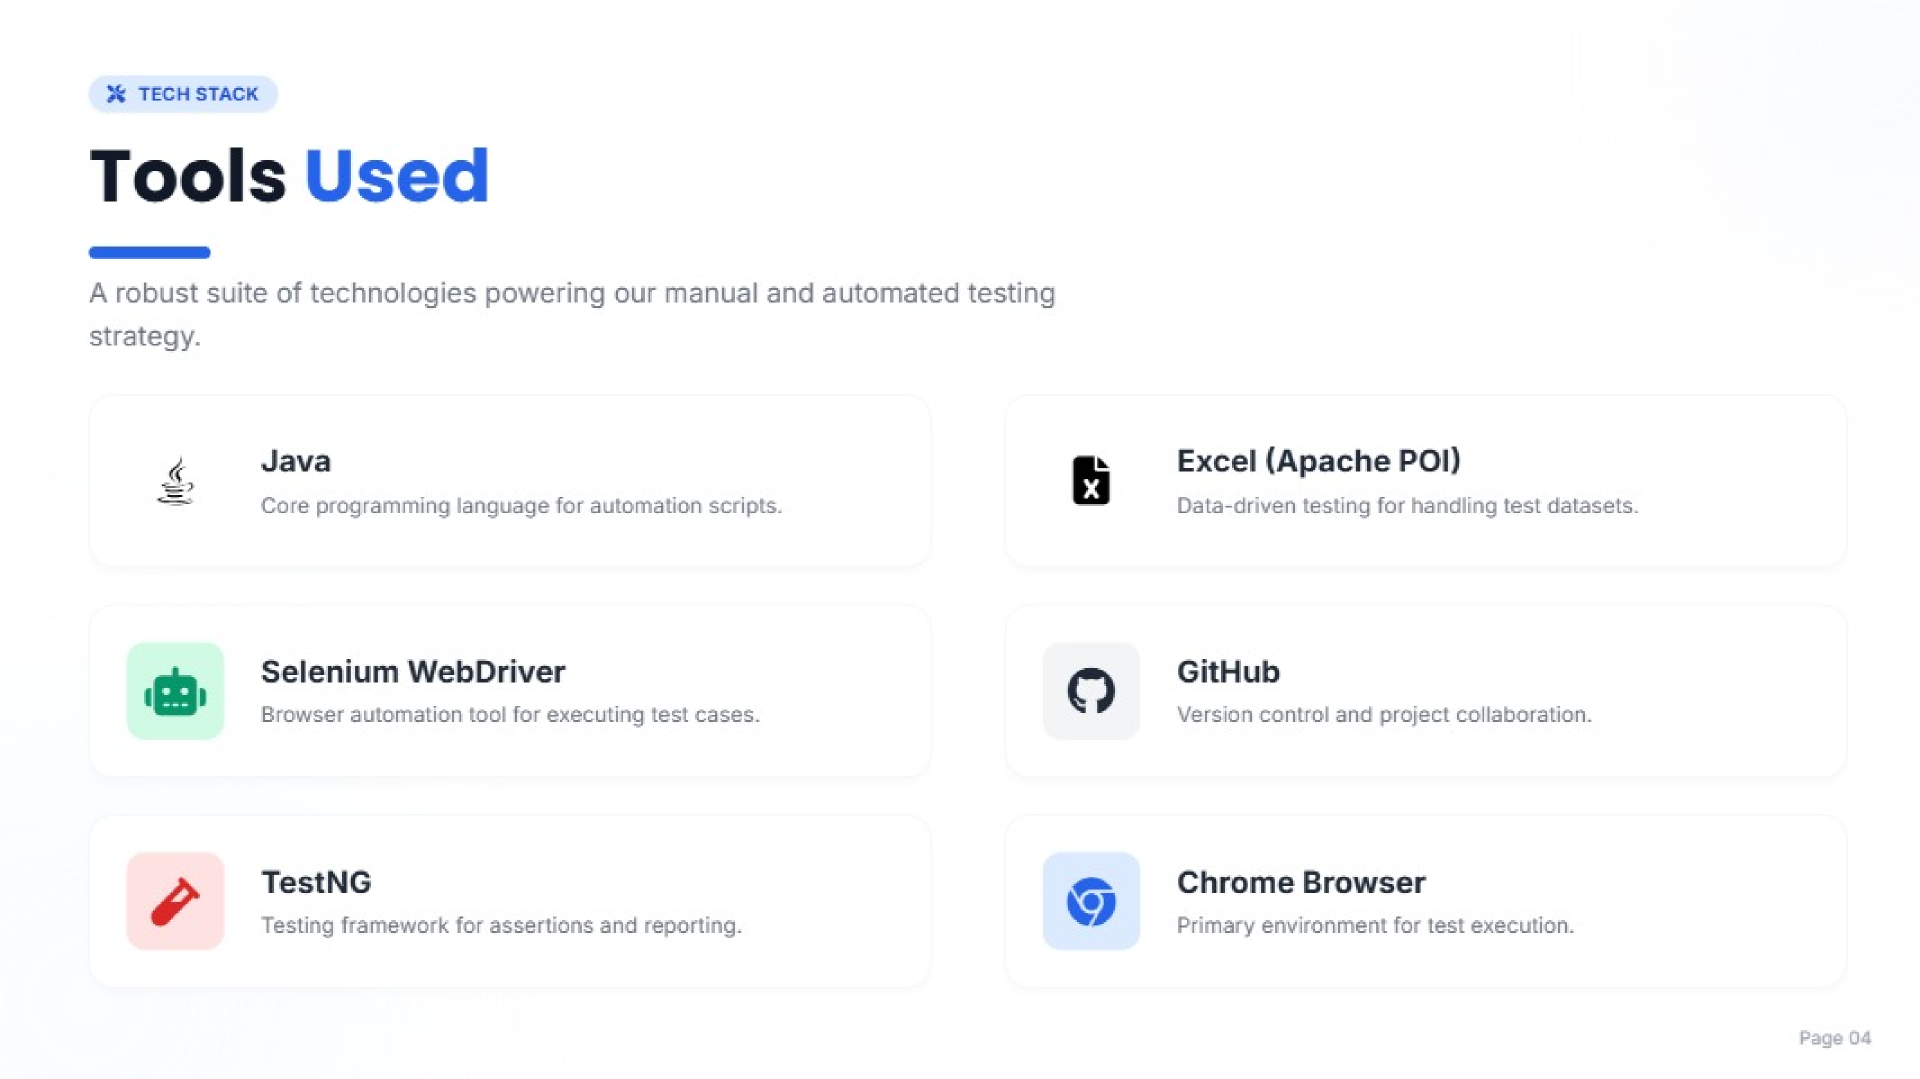 TECH STACK
Tools Used
A robust suite of technologies powering our manual and automated testing
strategy.
Java
Core programming language for automation scripts.
Excel (Apache POI)
Data-driven testing for handling test datasets.
Selenium WebDriver
Browser automation tool for executing test cases.
GitHub
Version control and project collaboration.
TestNG
Testing framework for assertions and reporting.
Chrome Browser
Primary environment for test execution.
Page 04